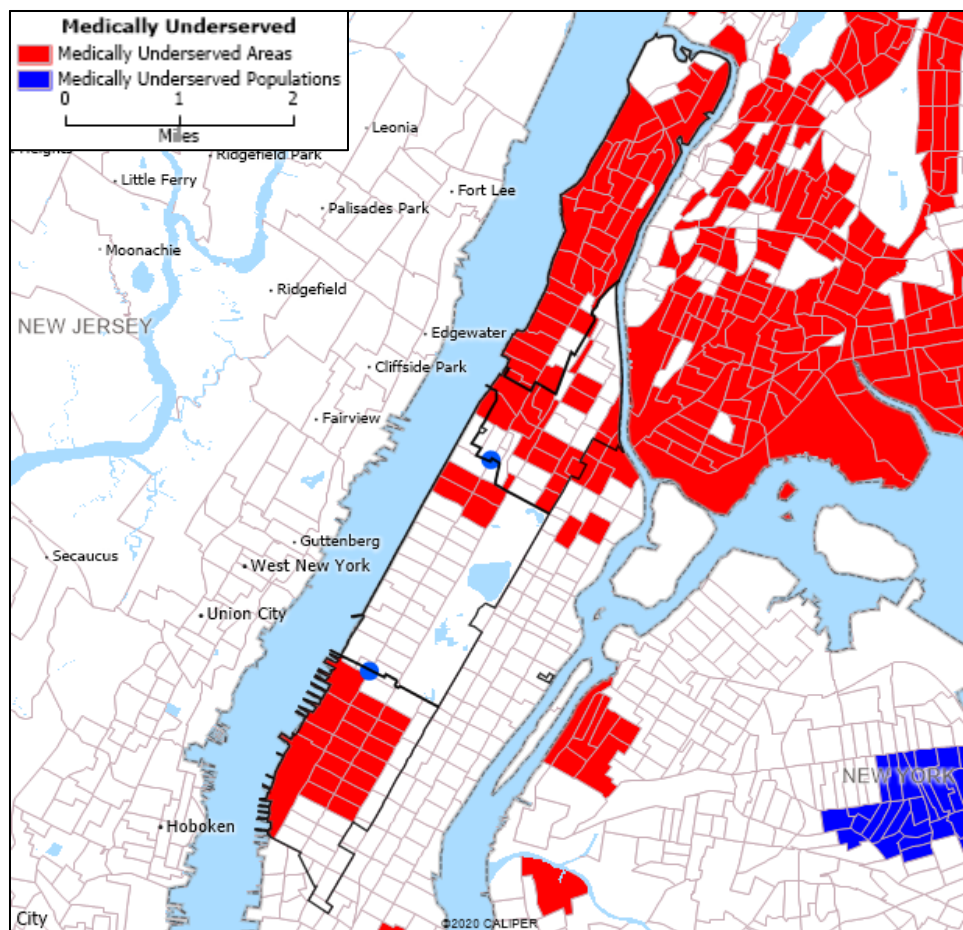 Medically Underserved
Medically Underserved Areas
Medically Underserved Populations
0 1 2
Miles
Leonia
Heights
Ridgefield Park
Little Ferry
Fort Lee
Palisades Park
Moonachie
Ridgefield
NEW JERSEY
Edgewater
Cliffside Park
Fairview
Guttenberg
Secaucus
West New York
Union City
NEW YORK
Hoboken
City
©2020 CALIPER